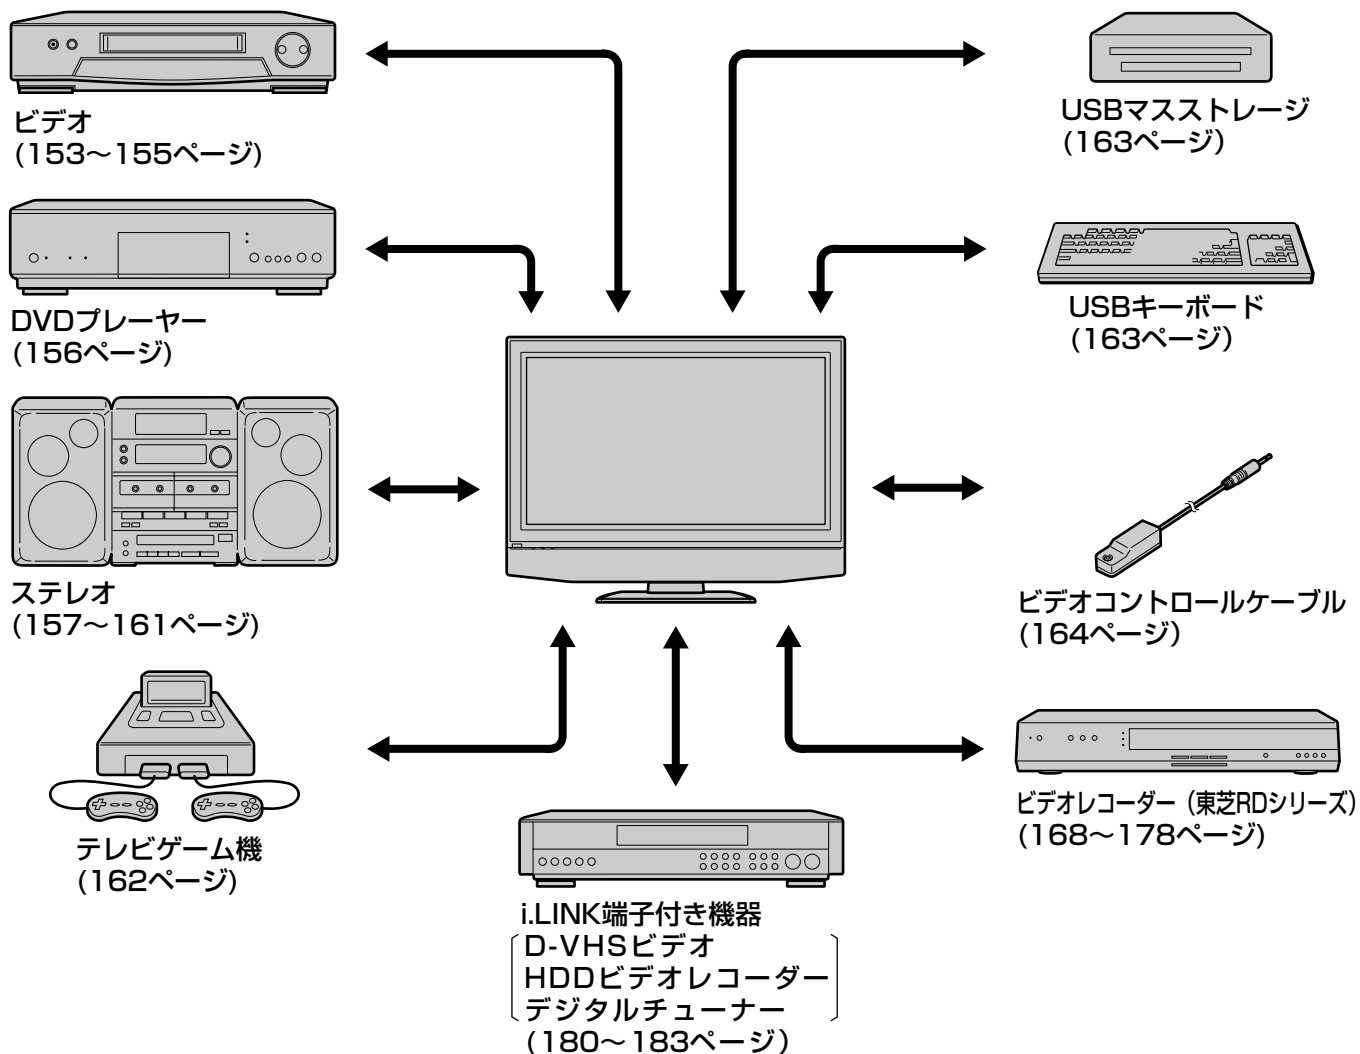 ビデオ
(153〜155ページ)
DVDプレーヤー
(156ページ)
ステレオ
(157〜161ページ)
テレビゲーム機
(162ページ)
i.LINK端子付き機器
D-VHSビデオ
HDDビデオレコーダー
デジタルチューナー
(180〜183ページ)
USBマスストレージ
(163ページ)
USBキーボード
(163ページ)
ビデオコントロールケーブル
(164ページ)
ビデオレコーダー(東芝RDシリーズ)
(168〜178ページ)